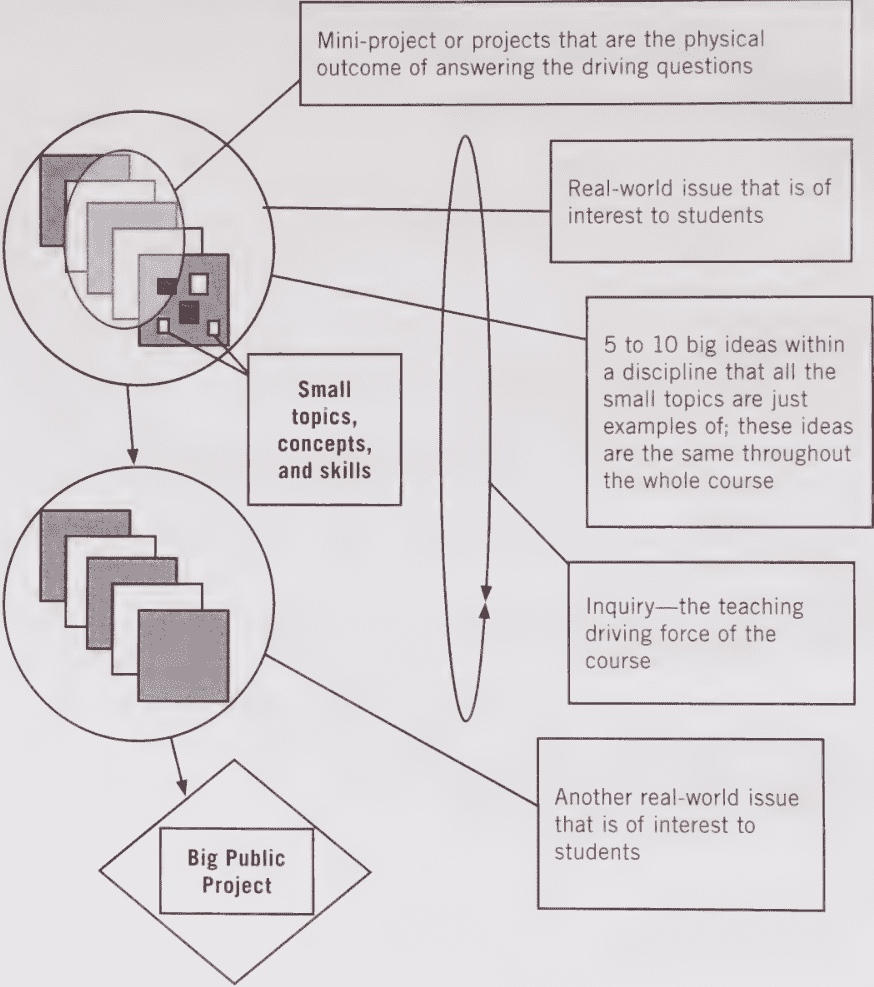 Mini-project or projects that are the physical
outcome of answering the driving questions
Real-world issue that is of
interest to students
5 to 10 big ideas within
a discipline that all the
small topics are just
examples of; these ideas
are the same throughout
the whole course
Small
topics,
concepts,
and skills
Inquiry—the teaching
driving force of the
course
Another real-world issue
that is of interest to
students
Big Public
Project